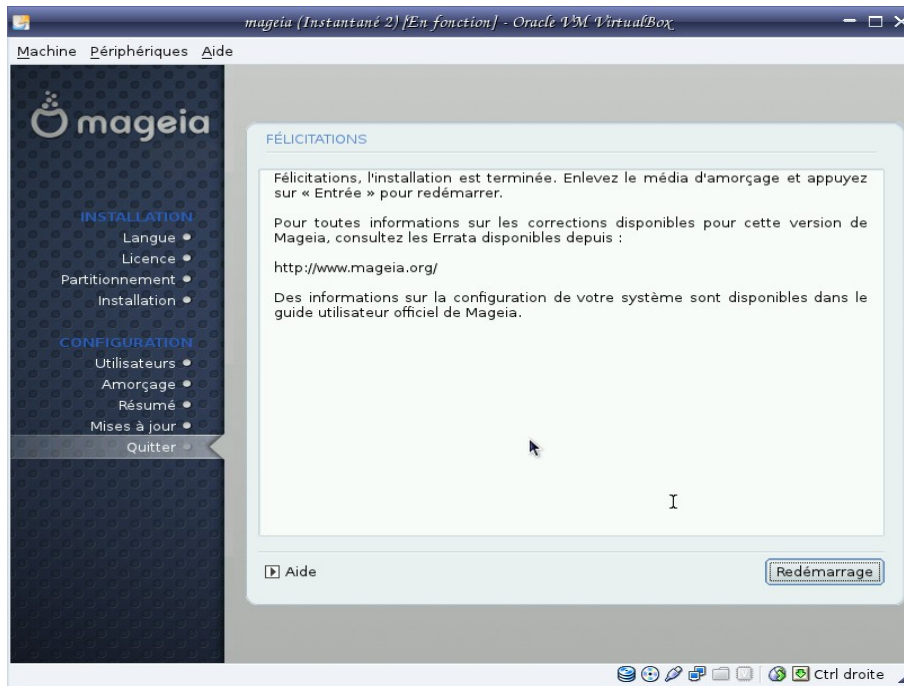 mageia (Instantané 2) [En fonction] - Oracle VM VirtualBox
Machine Périphériques Aide
mageia
INSTALLATION
Langue
Licence
Partitionnement
Installation
CONFIGURATION
Utilisateurs
Amorçage
Résumé
Mises à jour
Quitter
FÉLICITATIONS
Félicitations, l'installation est terminée. Enlevez le média d'amorçage et appuyez
sur « Entrée » pour redémarrer.
Pour toutes informations sur les corrections disponibles pour cette version de
Mageia, consultez les Errata disponibles depuis :
http://www.mageia.org/
Des informations sur la configuration de votre système sont disponibles dans le
guide utilisateur officiel de Mageia.
Aide
Redémarrage
Ctrl droite